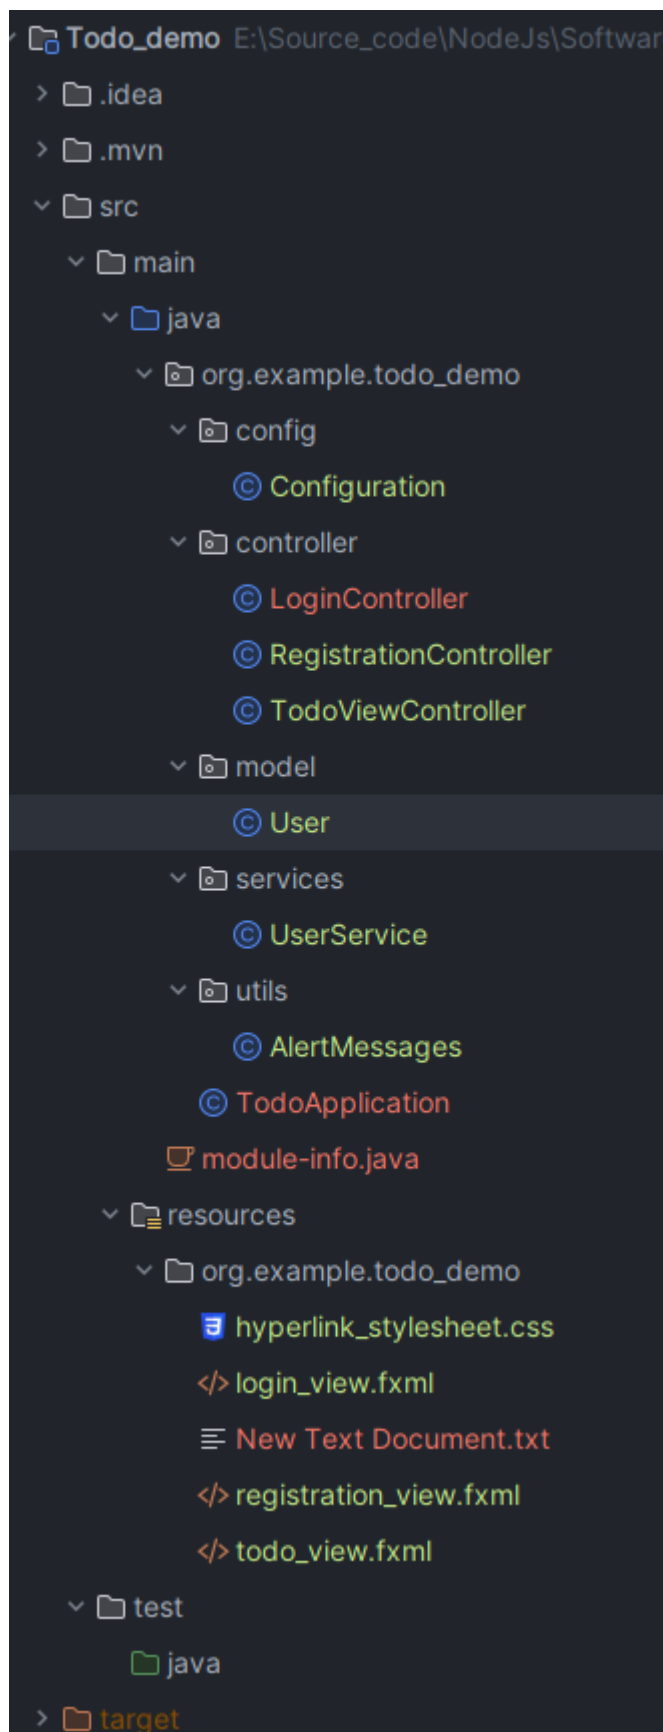 Todo_demo E:\Source_code\NodeJs\Softwar
.idea
.mvn
src
main
java
org.example.todo_demo
config
Configuration
controller
LoginController
RegistrationController
TodoViewController
model
User
services
UserService
utils
AlertMessages
TodoApplication
module-info.java
resources
org.example.todo_demo
hyperlink_stylesheet.css
login_view.fxml
New Text Document.txt
registration_view.fxml
todo_view.fxml
test
java
target